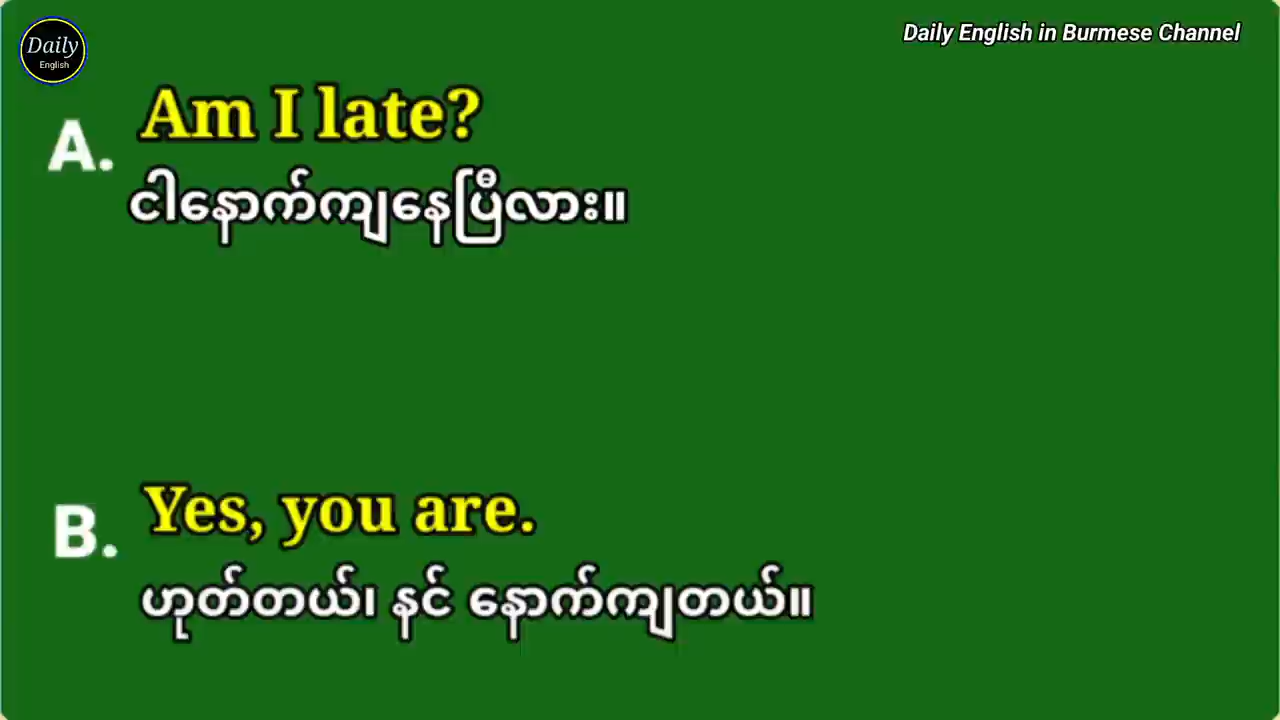 Daily
English
Daily English in Burmese Channel
A. Am I late?
ငါနောက်ကျနေပြီလား။
B. Yes, you are.
ဟုတ်တယ်၊ နင် နောက်ကျတယ်။